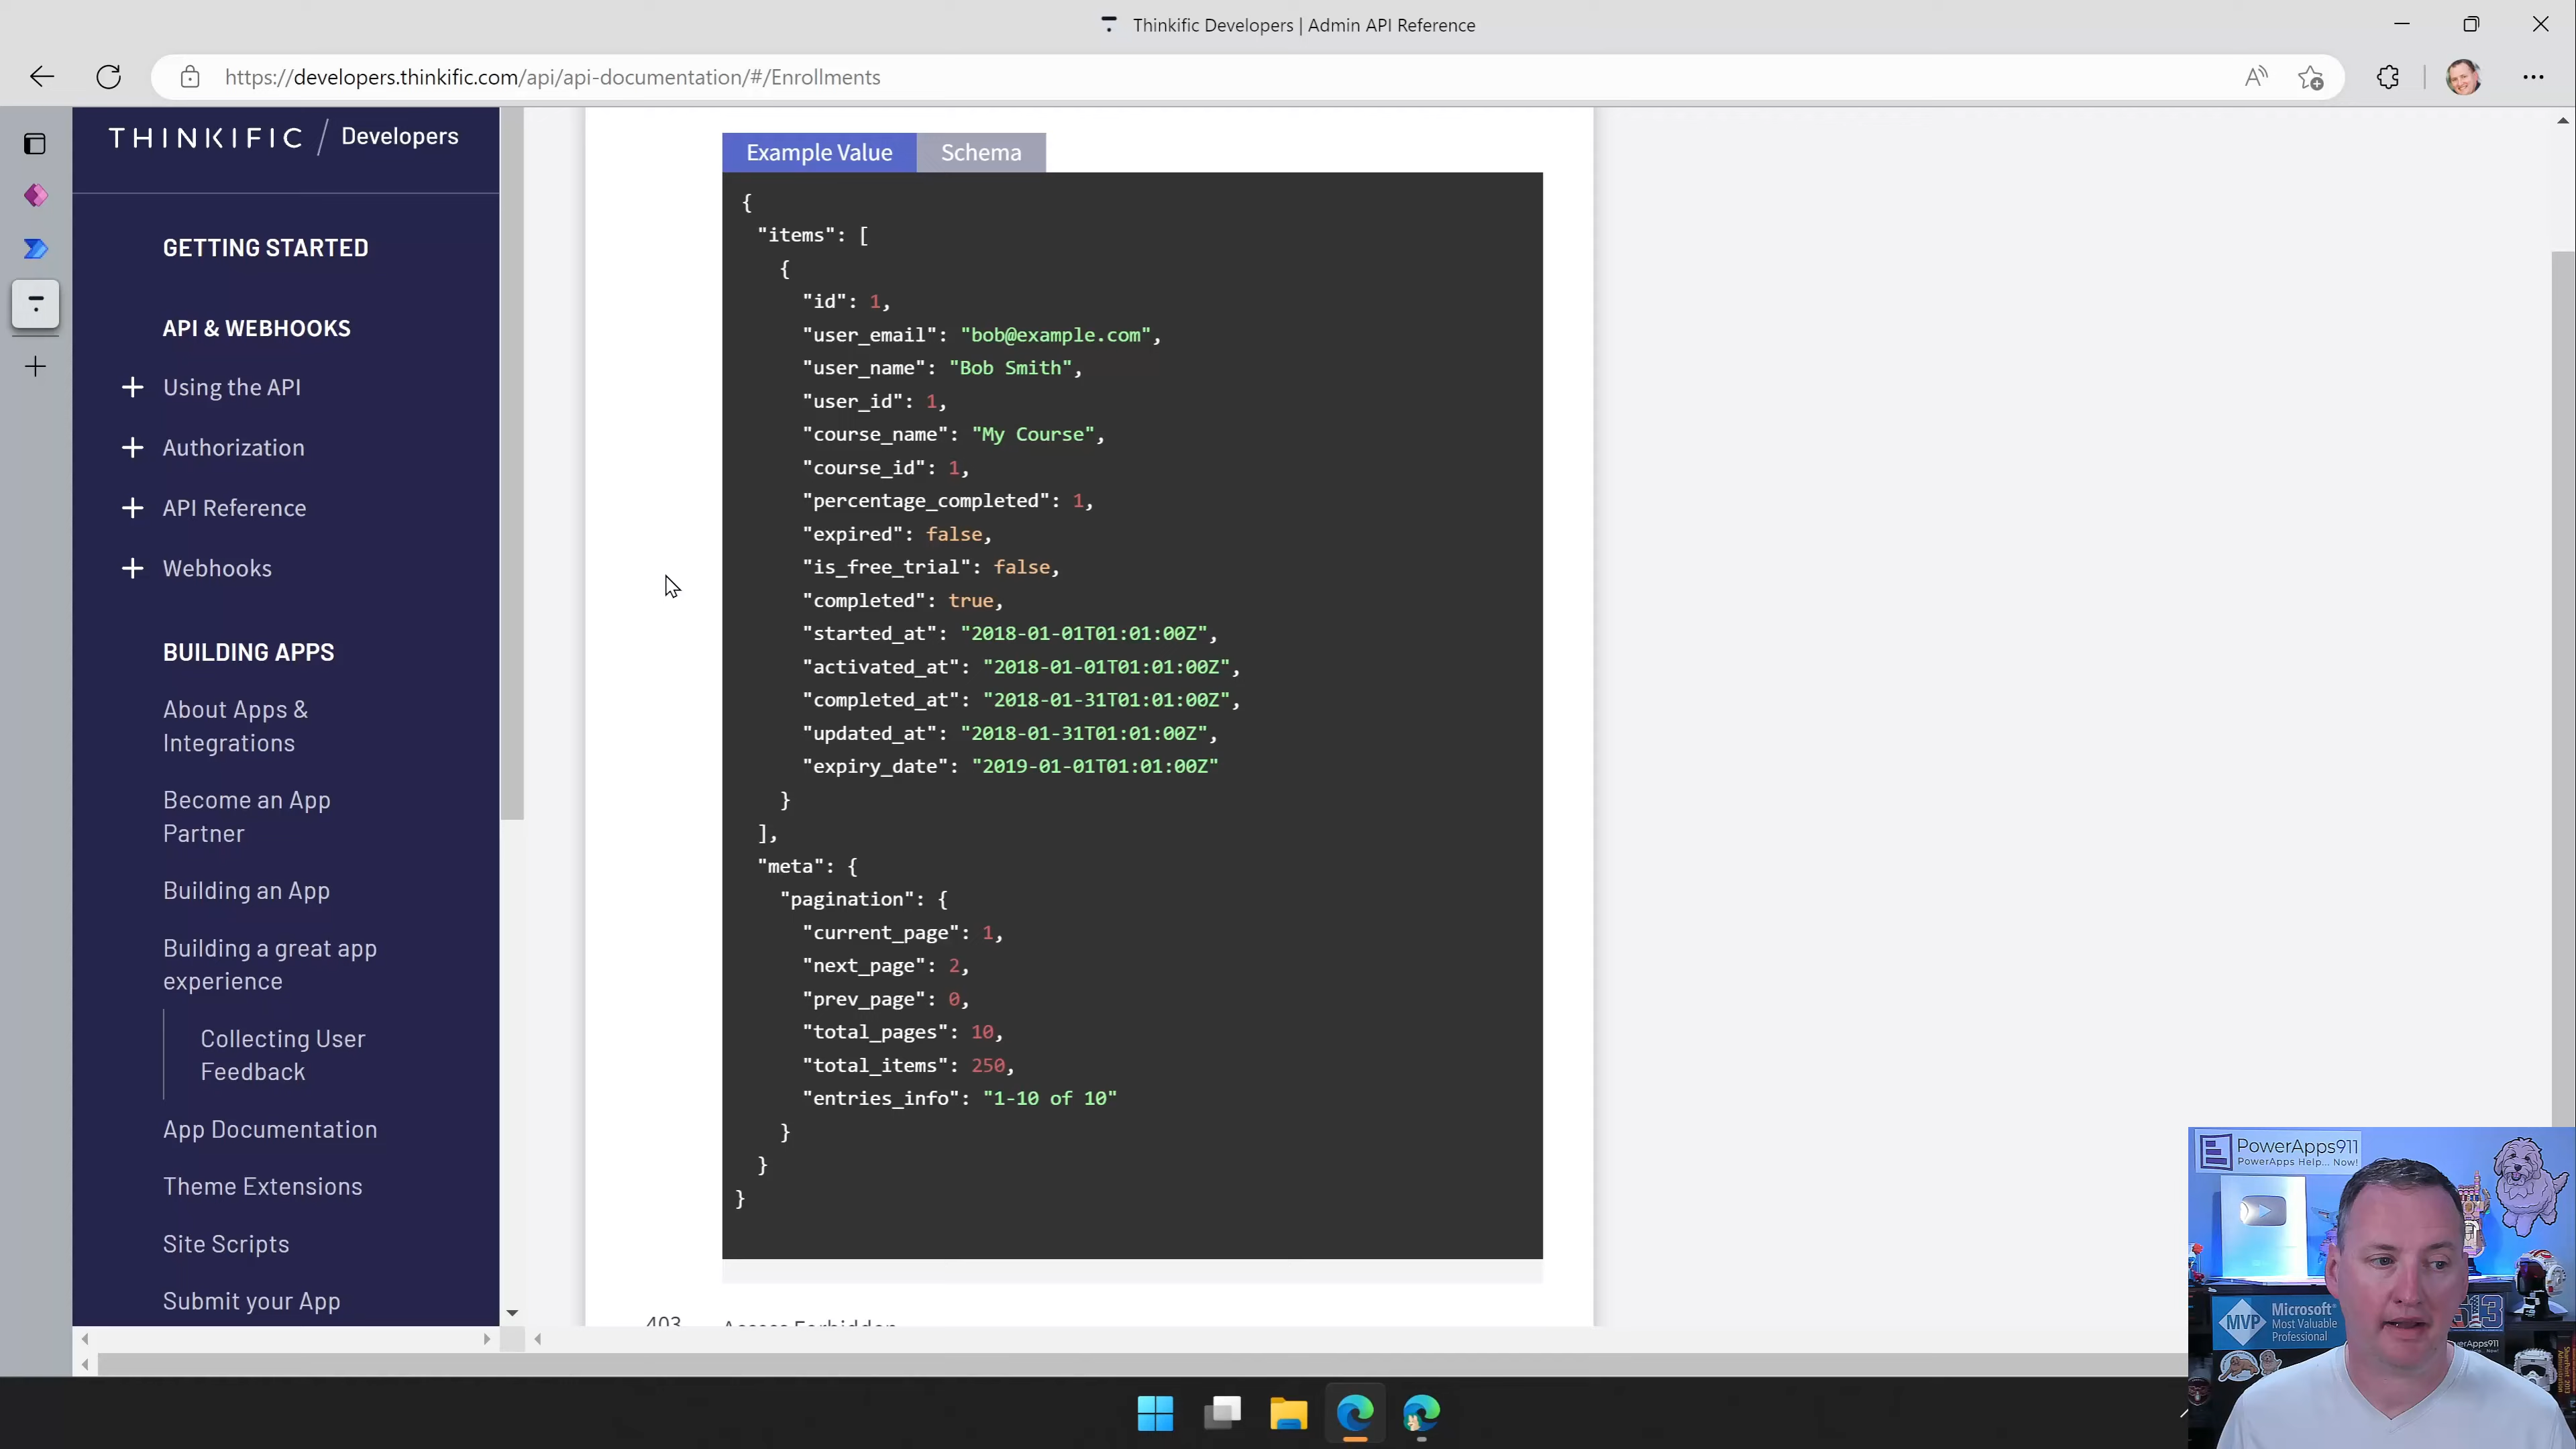 Thinkific Developers | Admin API Reference
https://developers.thinkific.com/api/api-documentation/#/Enrollments
THINKIFIC / Developers
GETTING STARTED
API & WEBHOOKS
Using the API
Authorization
API Reference
Webhooks
BUILDING APPS
About Apps &
Integrations
Become an App
Partner
Building an App
Building a great app
experience
Collecting User
Feedback
App Documentation
Theme Extensions
Site Scripts
Submit your App
Example Value
Schema
{
"items": [
{
"id": 1,
"user_email": "bob@example.com",
"user_name": "Bob Smith",
"user_id": 1,
"course_name": "My Course",
"course_id": 1,
"percentage_completed": 1,
"expired": false,
"is_free_trial": false,
"completed": true,
"started_at": "2018-01-01T01:01:00Z",
"activated_at": "2018-01-01T01:01:00Z",
"completed_at": "2018-01-31T01:01:00Z",
"updated_at": "2018-01-31T01:01:00Z",
"expiry_date": "2019-01-01T01:01:00Z"
}
],
"meta": {
"pagination": {
"current_page": 1,
"next_page": 2,
"prev_page": 0,
"total_pages": 10,
"total_items": 250,
"entries_info": "1-10 of 10"
}
}
}
403 Access Forbidden
PowerApps911
PowerApps Help... Now!
MVP
Microsoft®
Most Valuable
Professional